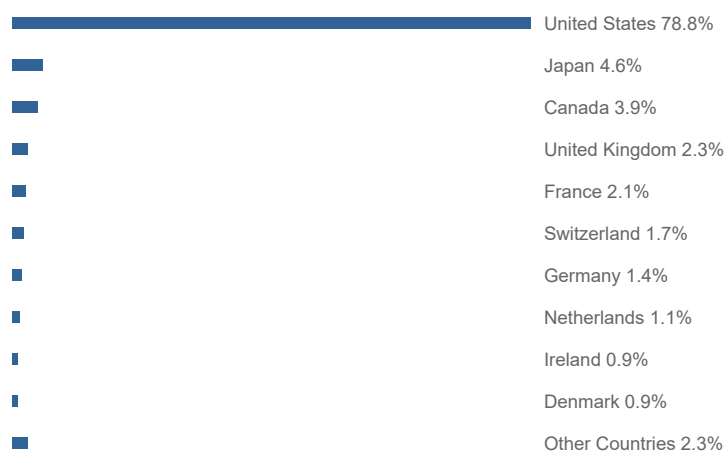 United States 78.8%
Japan 4.6%
Canada 3.9%
United Kingdom 2.3%
France 2.1%
Switzerland 1.7%
Germany 1.4%
Netherlands 1.1%
Ireland 0.9%
Denmark 0.9%
Other Countries 2.3%